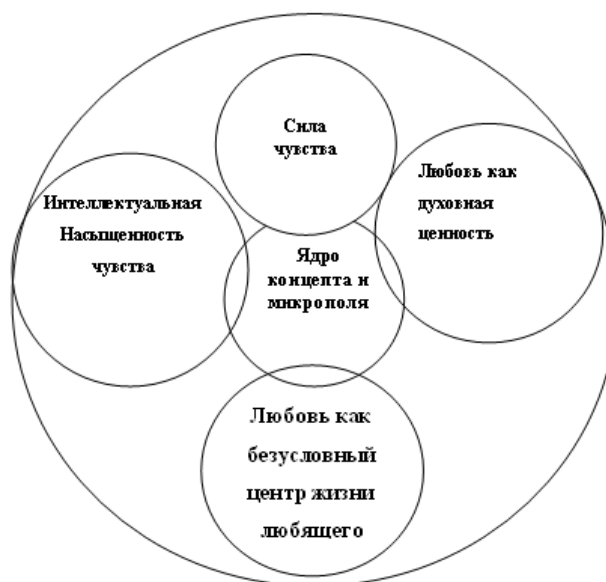 Сила
чувства
Интеллектуальная
Насыщенность
чувства
Любовь как
духовная
ценность
Ядро
концепта и
микрополя
Любовь как
безусловный
центр жизни
любящего